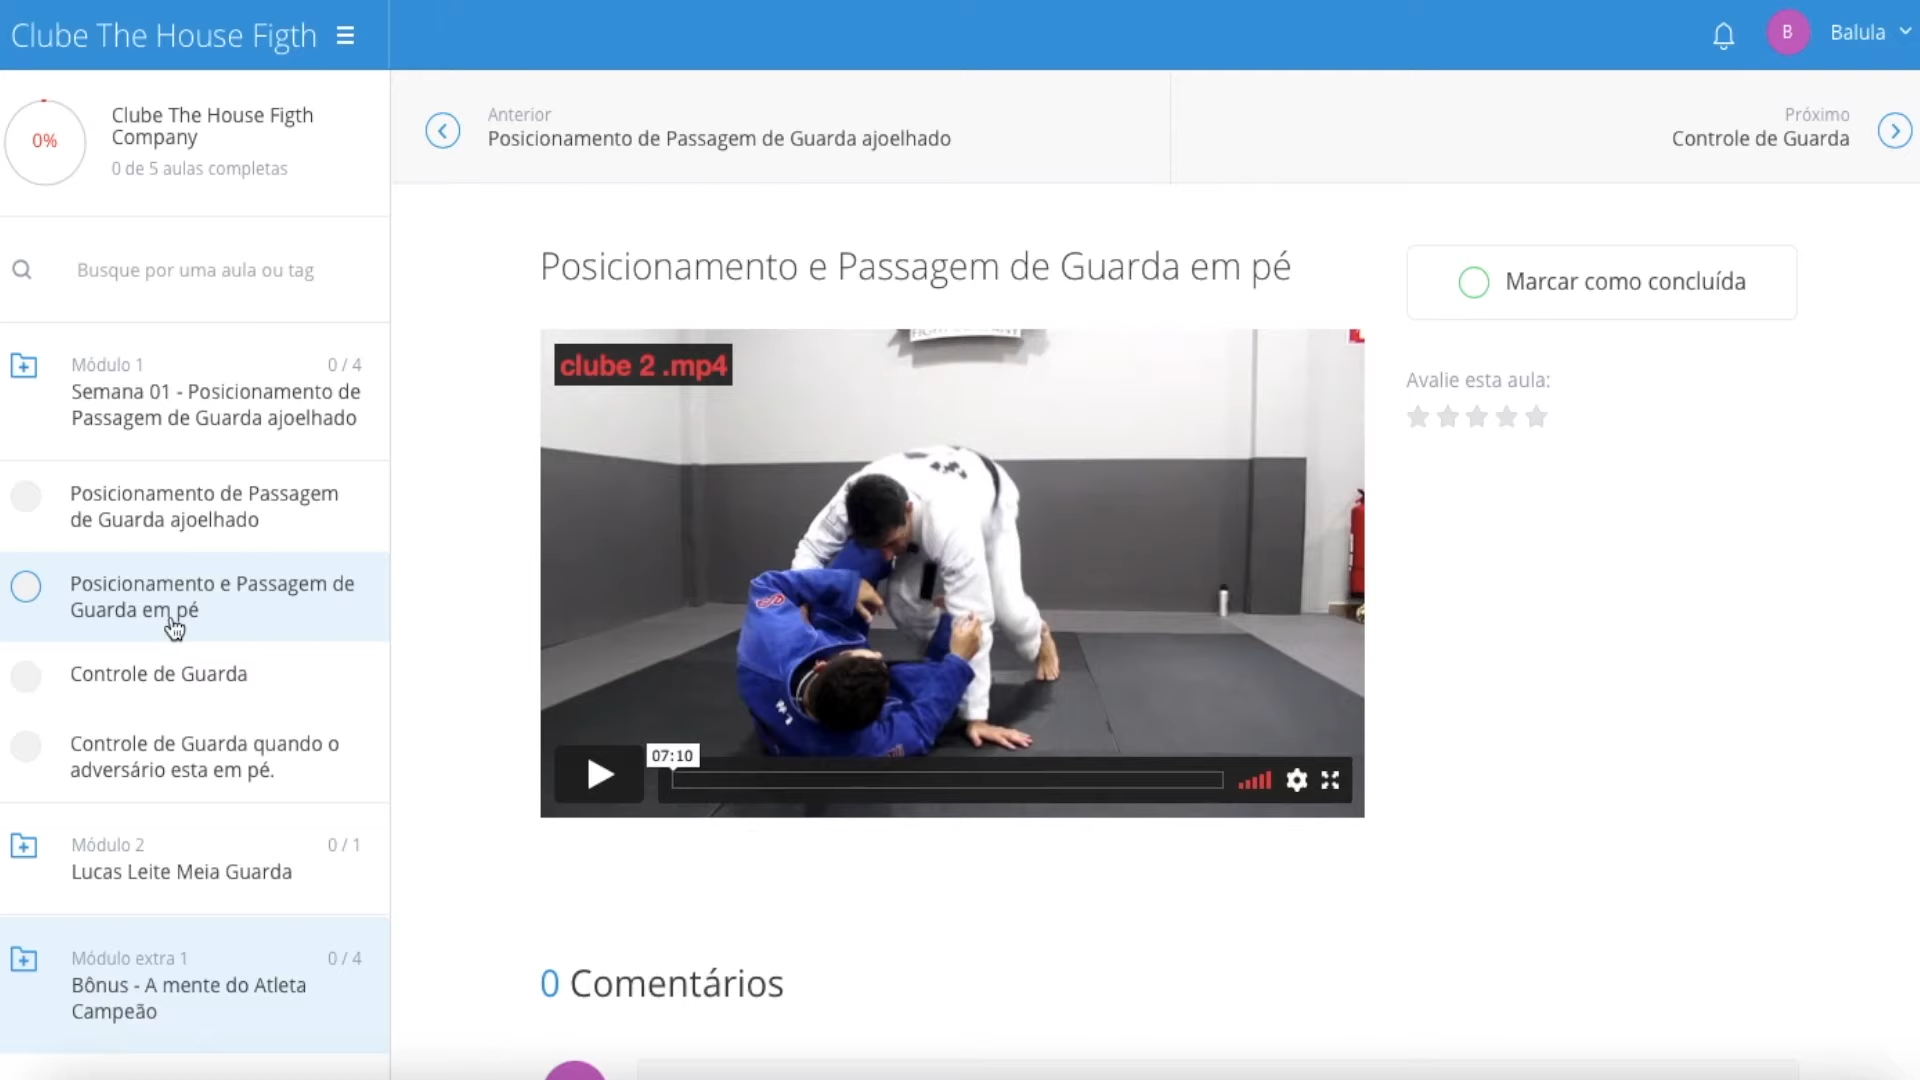 Clube The House Figth
B
Balula
0%
Clube The House Figth
Company
0 de 5 aulas completas
Anterior
Posicionamento de Passagem de Guarda ajoelhado
Próximo
Controle de Guarda
Busque por uma aula ou tag
Módulo 1
0 / 4
Semana 01 - Posicionamento de
Passagem de Guarda ajoelhado
Posicionamento de Passagem
de Guarda ajoelhado
Posicionamento e Passagem de
Guarda em pé
Controle de Guarda
Controle de Guarda quando o
adversário esta em pé.
Módulo 2
0 / 1
Lucas Leite Meia Guarda
Módulo extra 1
0 / 4
Bônus - A mente do Atleta
Campeão
Posicionamento e Passagem de Guarda em pé
clube 2 .mp4
07:10
Marcar como concluída
Avalie esta aula:
0 Comentários